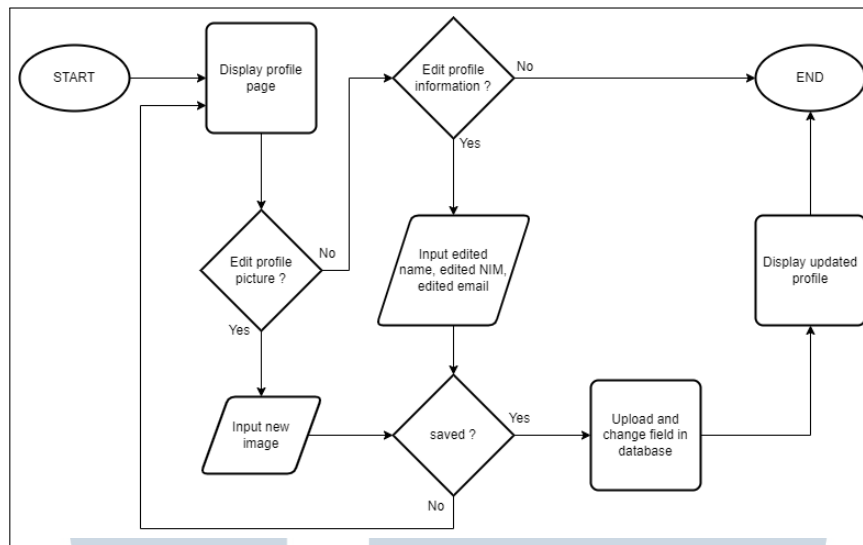 START
Display profile
page
Edit profile
information ?
No
END
Yes
Edit profile
picture ?
No
Yes
Input edited
name, edited NIM,
edited email
Display updated
profile
Input new
image
saved ?
Yes
Upload and
change field in
database
No